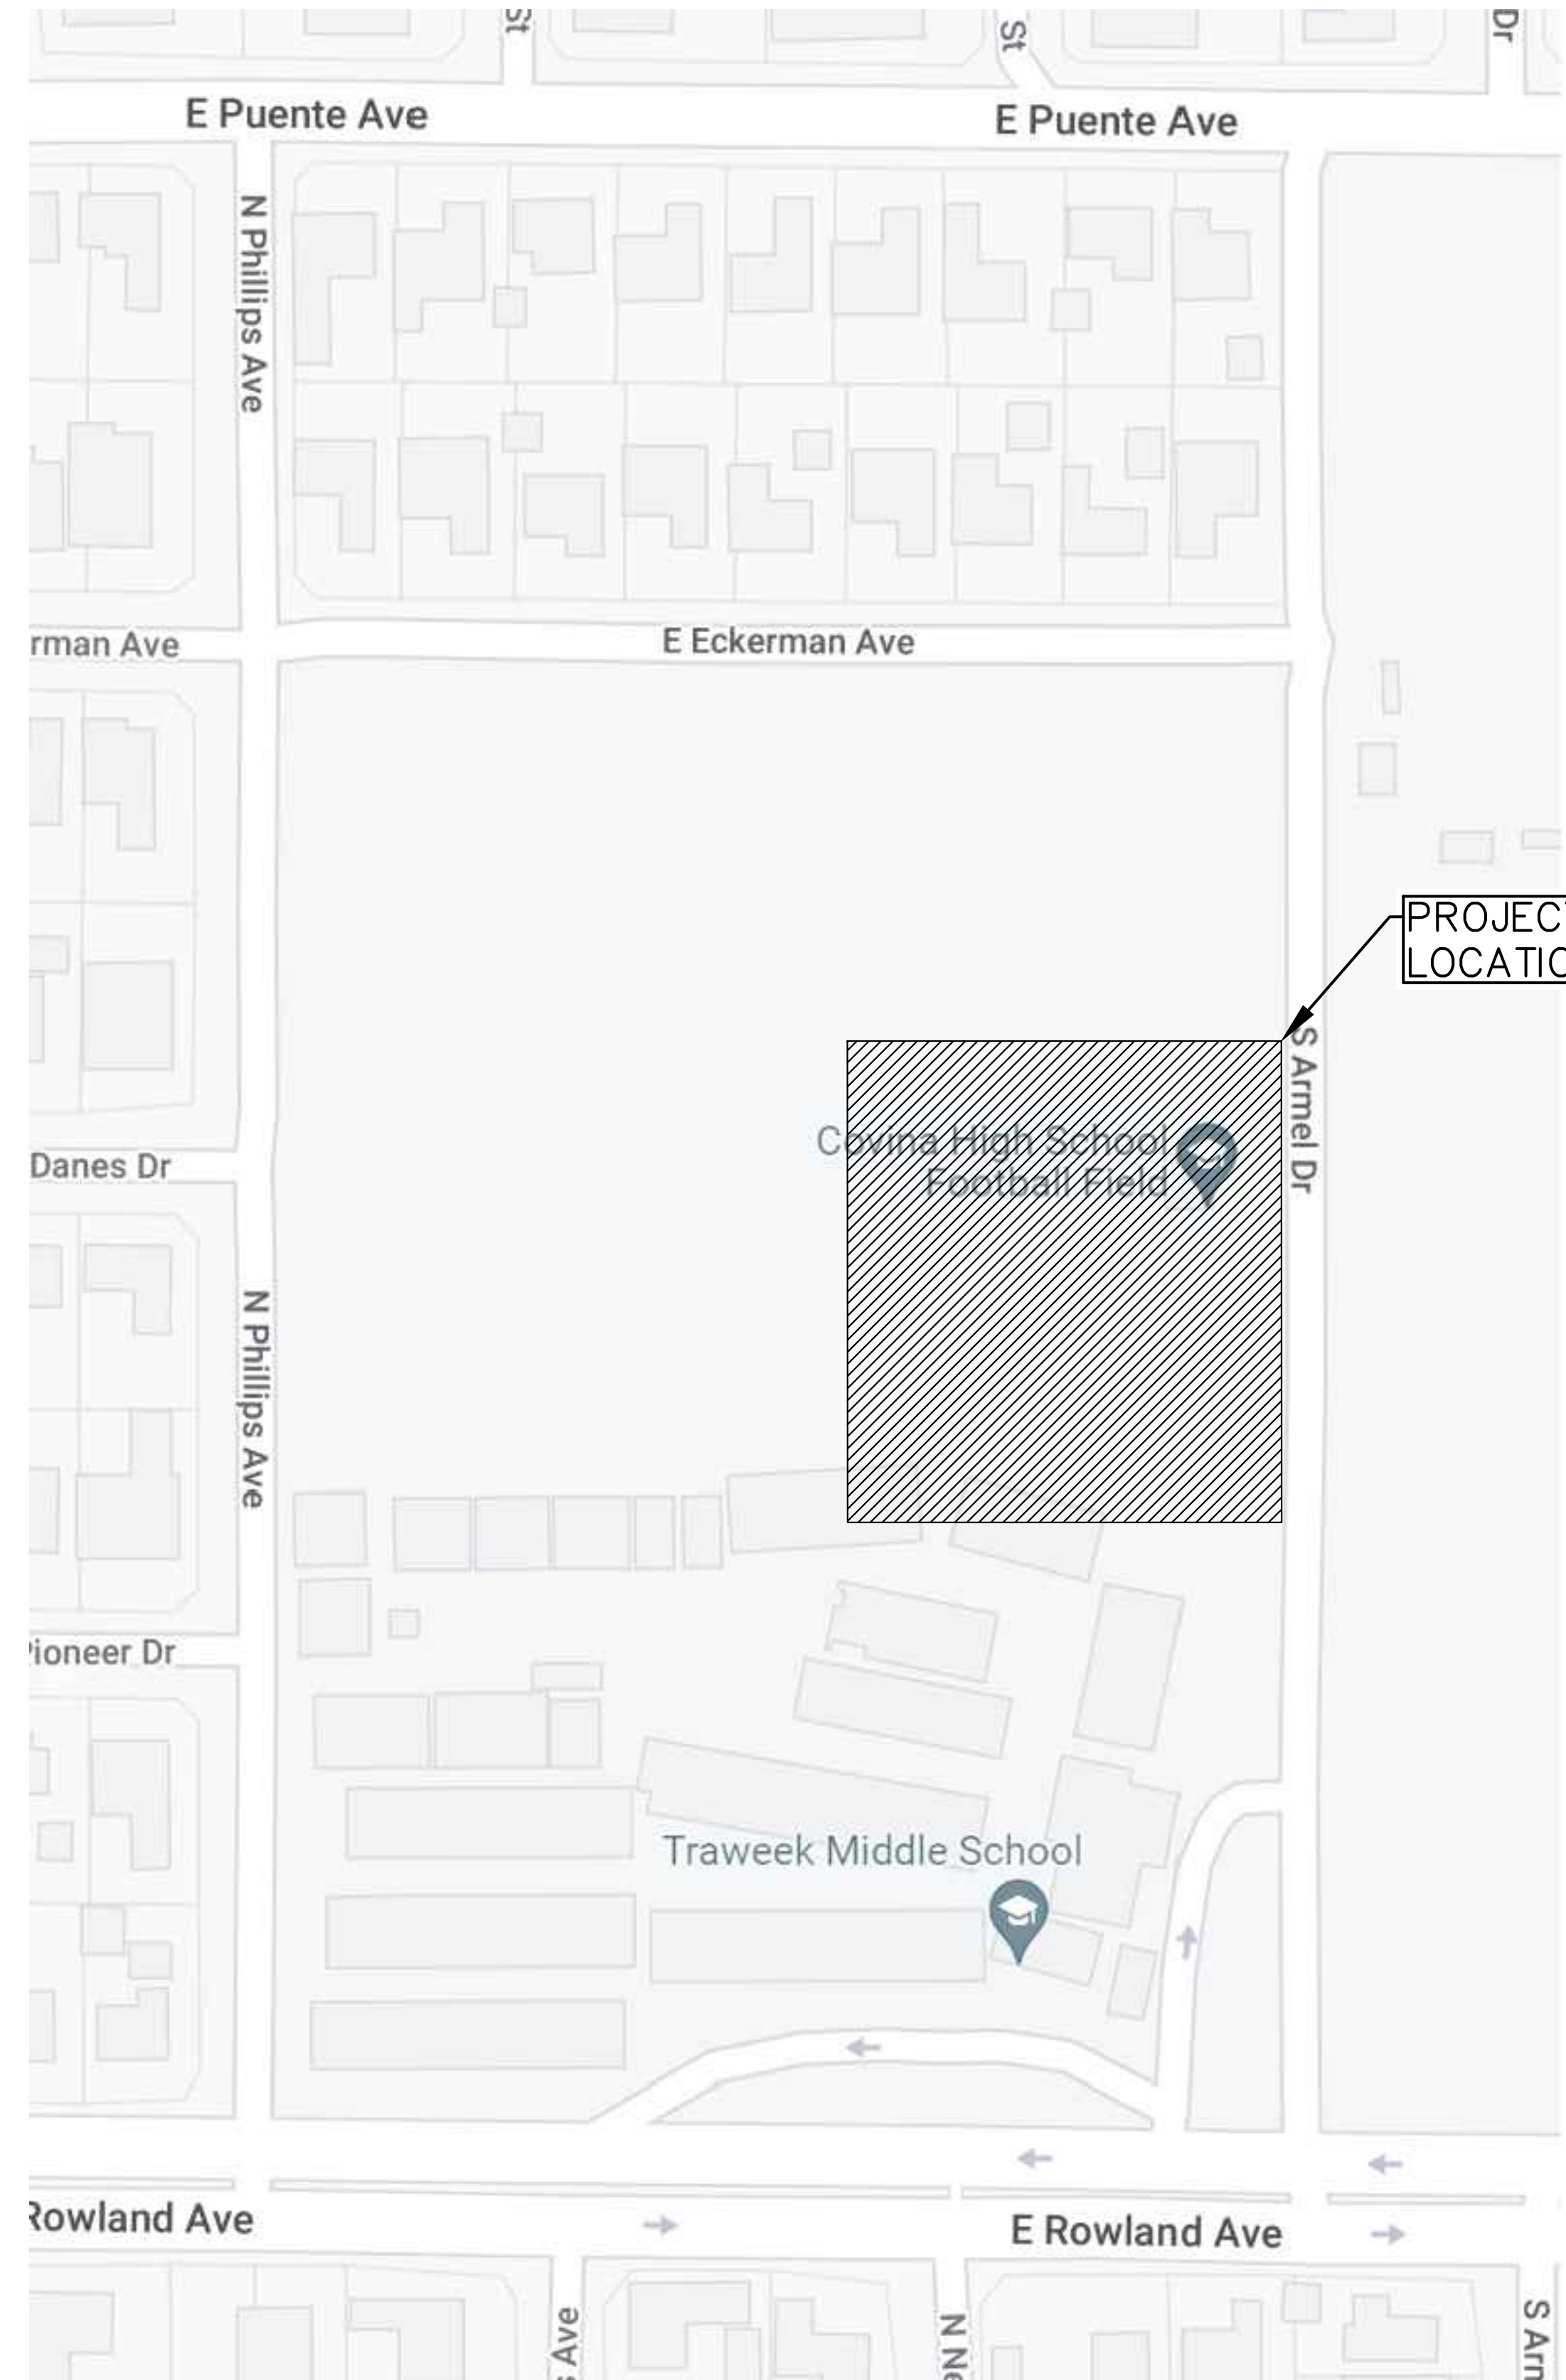 St
St
Dr
E Puente Ave
E Puente Ave
N Phillips Ave
rman Ave
E Eckerman Ave
PROJEC
LOCATIO
S Armel Dr
Covina High School
Football Field
Danes Dr
N Phillips Ave
ioneer Dr
Traweek Middle School
Rowland Ave
E Rowland Ave
s Ave
N Ne
S Arm